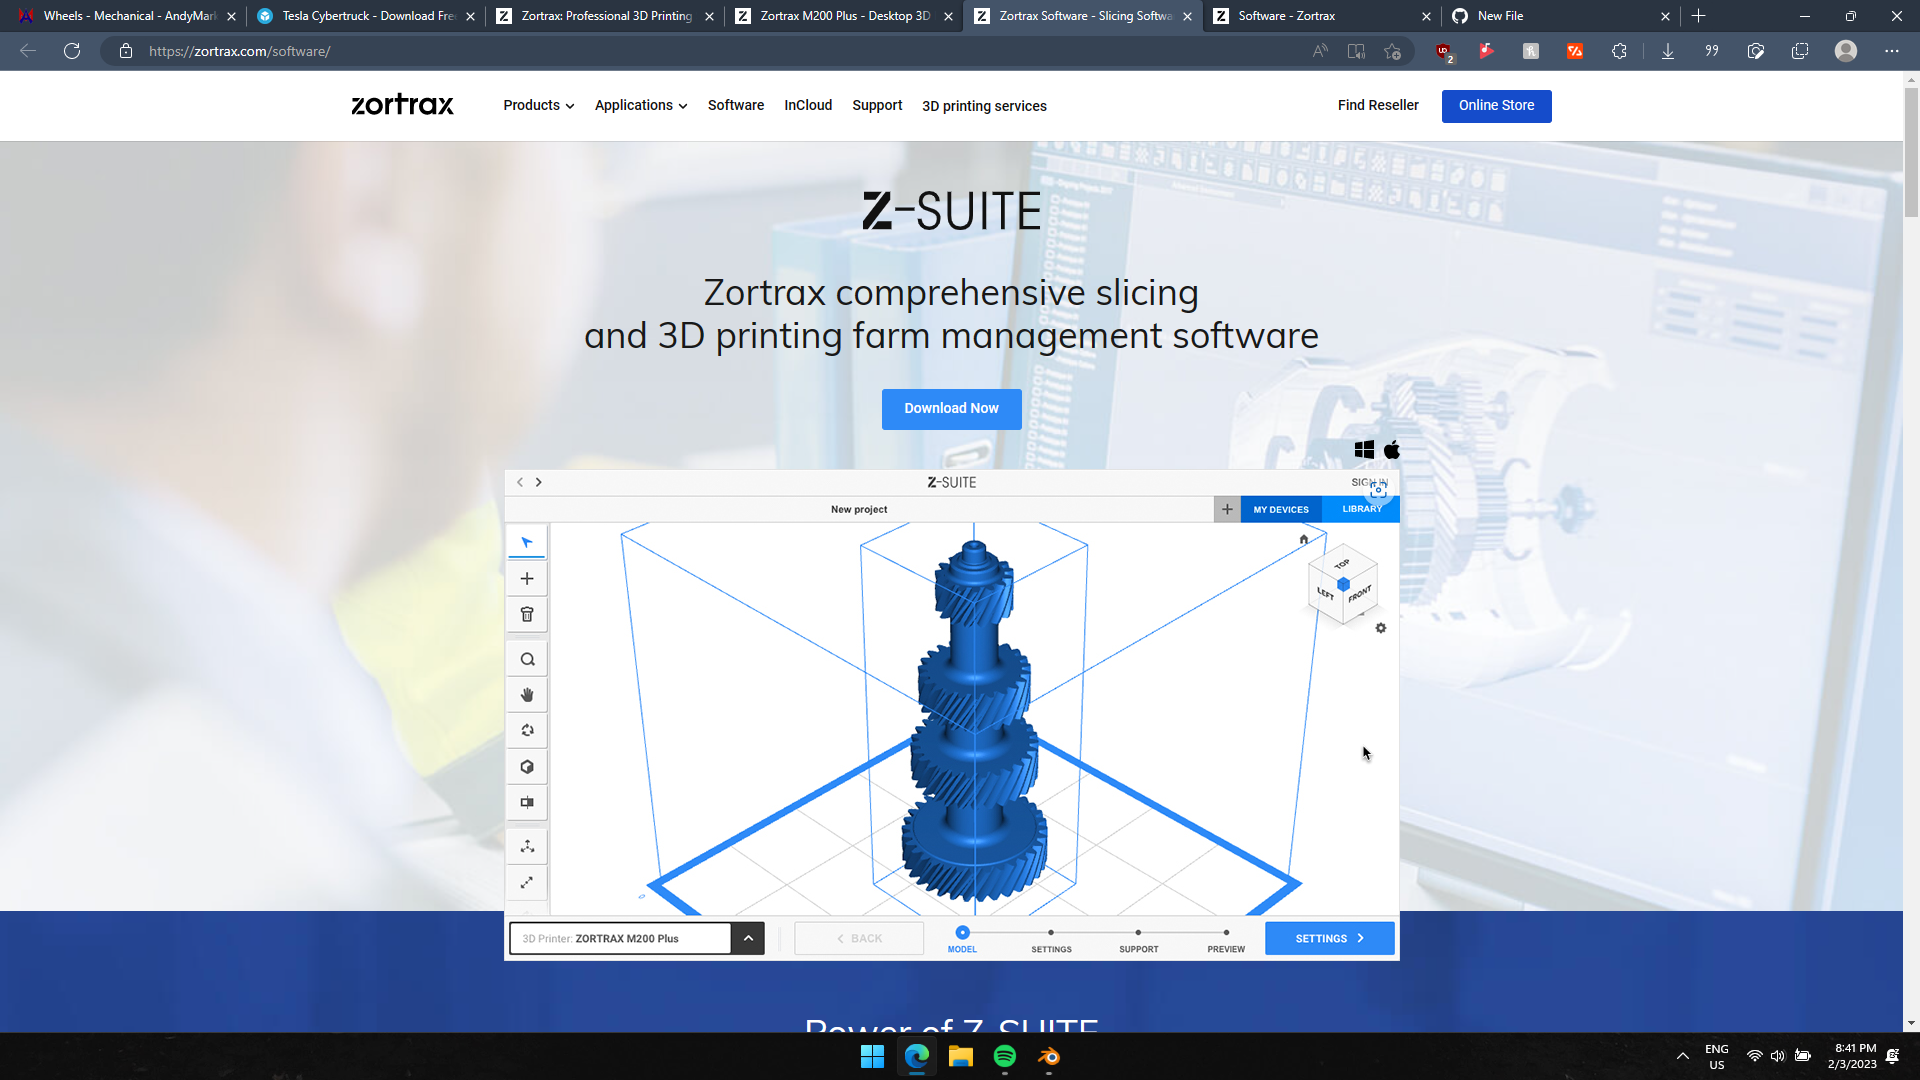 Wheels - Mechanical - AndyMark
Tesla Cybertruck - Download Free
Zortrax: Professional 3D Printing
Zortrax M200 Plus - Desktop 3D
Zortrax Software - Slicing Softwa
Software - Zortrax
New File
https://zortrax.com/software/
2
zortrax
Products
Applications
Software
InCloud
Support
3D printing services
Find Reseller
Online Store
Z-SUITE
Zortrax comprehensive slicing
and 3D printing farm management software
Download Now
Z-SUITE
SIGN IN
New project
MY DEVICES
LIBRARY
TOP
LEFT
FRONT
3D Printer: ZORTRAX M200 Plus
BACK
MODEL
SETTINGS
SUPPORT
PREVIEW
SETTINGS
Power of Z-SUITE
ENG
US
8:41 PM
2/3/2023